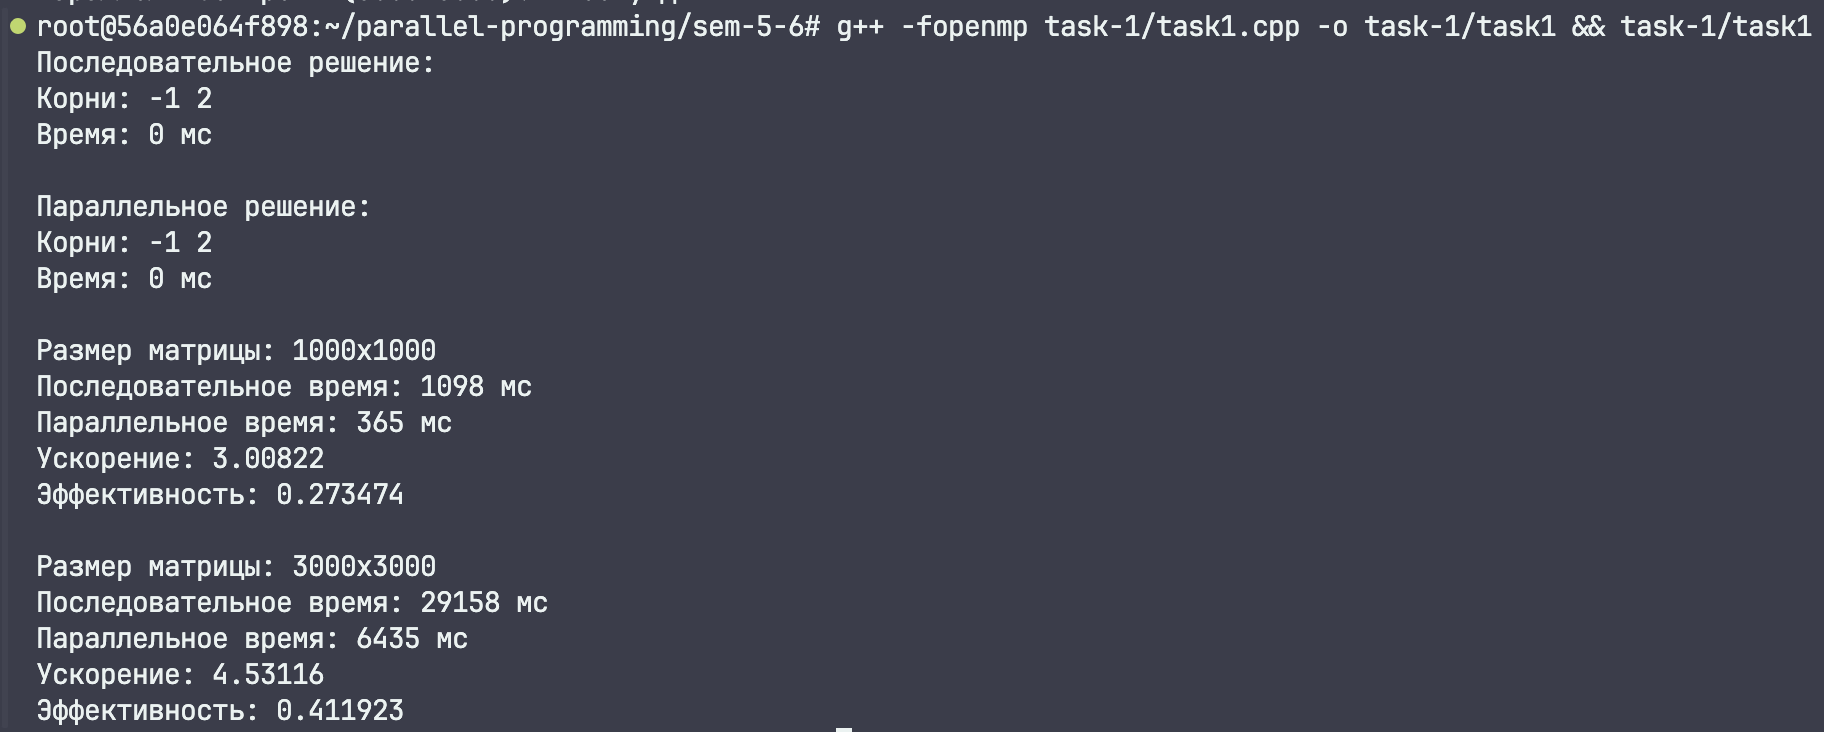 root@56a0e064f898:~/parallel-programming/sem-5-6# g++ -fopenmp task-1/task1.cpp -o task-1/task1 && task-1/task1
Последовательное решение:
Корни: -1 2
Время: 0 мс
Параллельное решение:
Корни: -1 2
Время: 0 мс
Размер матрицы: 1000x1000
Последовательное время: 1098 мс
Параллельное время: 365 мс
Ускорение: 3.00822
Эффективность: 0.273474
Размер матрицы: 3000x3000
Последовательное время: 29158 мс
Параллельное время: 6435 мс
Ускорение: 4.53116
Эффективность: 0.411923